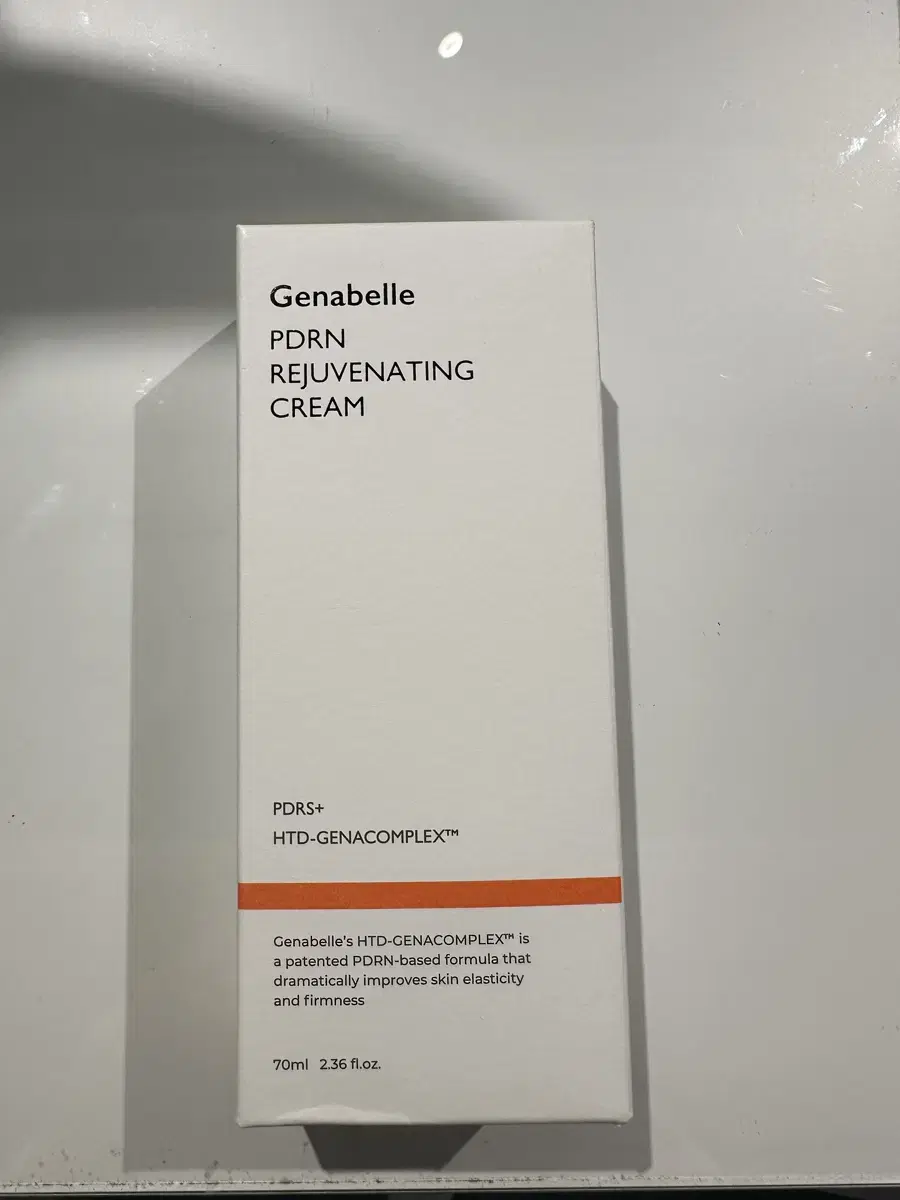 Genabelle
PDRN
REJUVENATING
CREAM
PDRS+
HTD-GENACOMPLEX™
Genabelle's HTD-GENACOMPLEX™ is
a patented PDRN-based formula that
dramatically improves skin elasticity
and firmness
70ml 2.36 fl.oz.